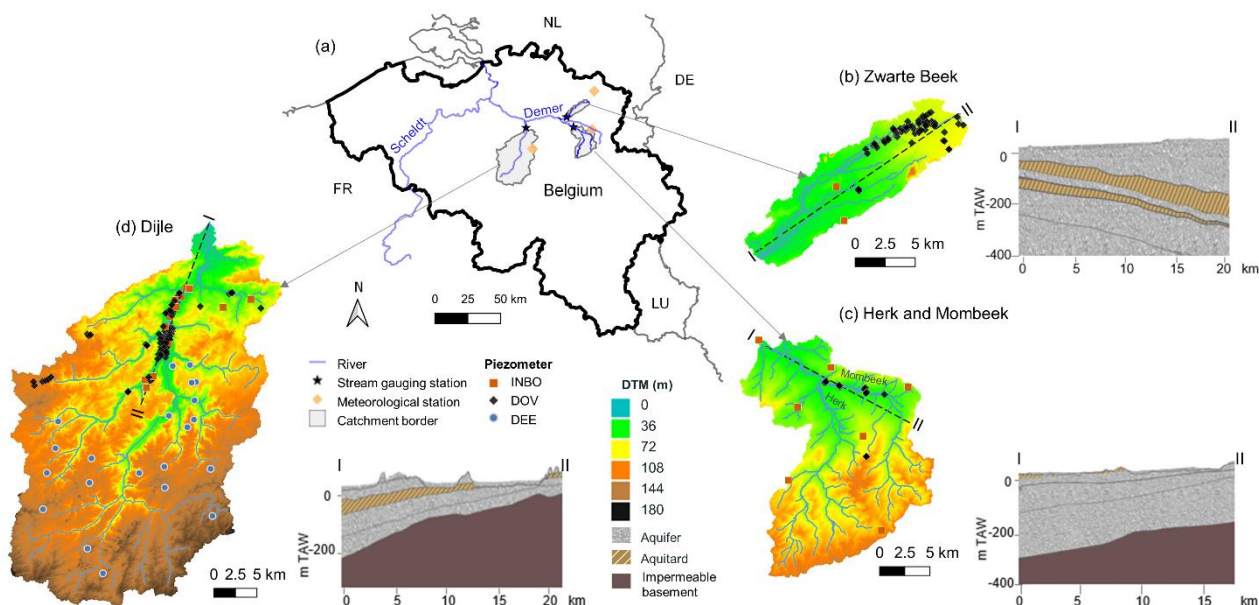 (a)
NL
DE
FR
LU
Scheldt
Demer
Belgium
N
0 25 50 km
(b) Zwarte Beek
I
II
0 2.5 5 km
I
II
m TAW
0
-200
-400
0 5 10 15 20
km
(d) Dijle
I
II
0 2.5 5 km
River
Stream gauging station
Meteorological station
Catchment border
Piezometer
INBO
DOV
DEE
I
II
m TAW
0
-200
0 5 10 15 20 km
DTM (m)
0
36
72
108
144
180
Aquifer
Aquitard
Impermeable
basement
(c) Herk and Mombeek
I
Mombeek
Herk
II
0 2.5 5 km
I
II
m TAW
0
-200
-400
0 5 10 15 km